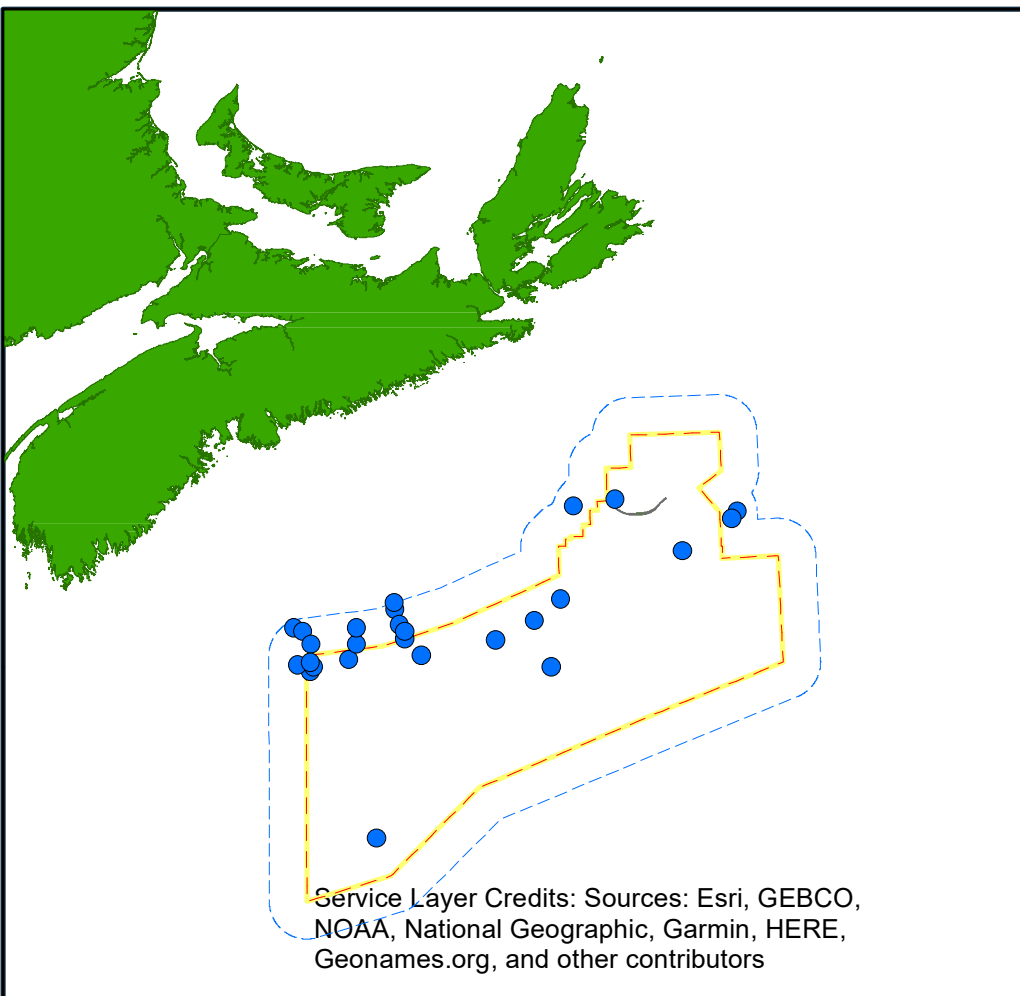 Service Layer Credits: Sources: Esri, GEBCO,
NOAA, National Geographic, Garmin, HERE,
Geonames.org, and other contributors